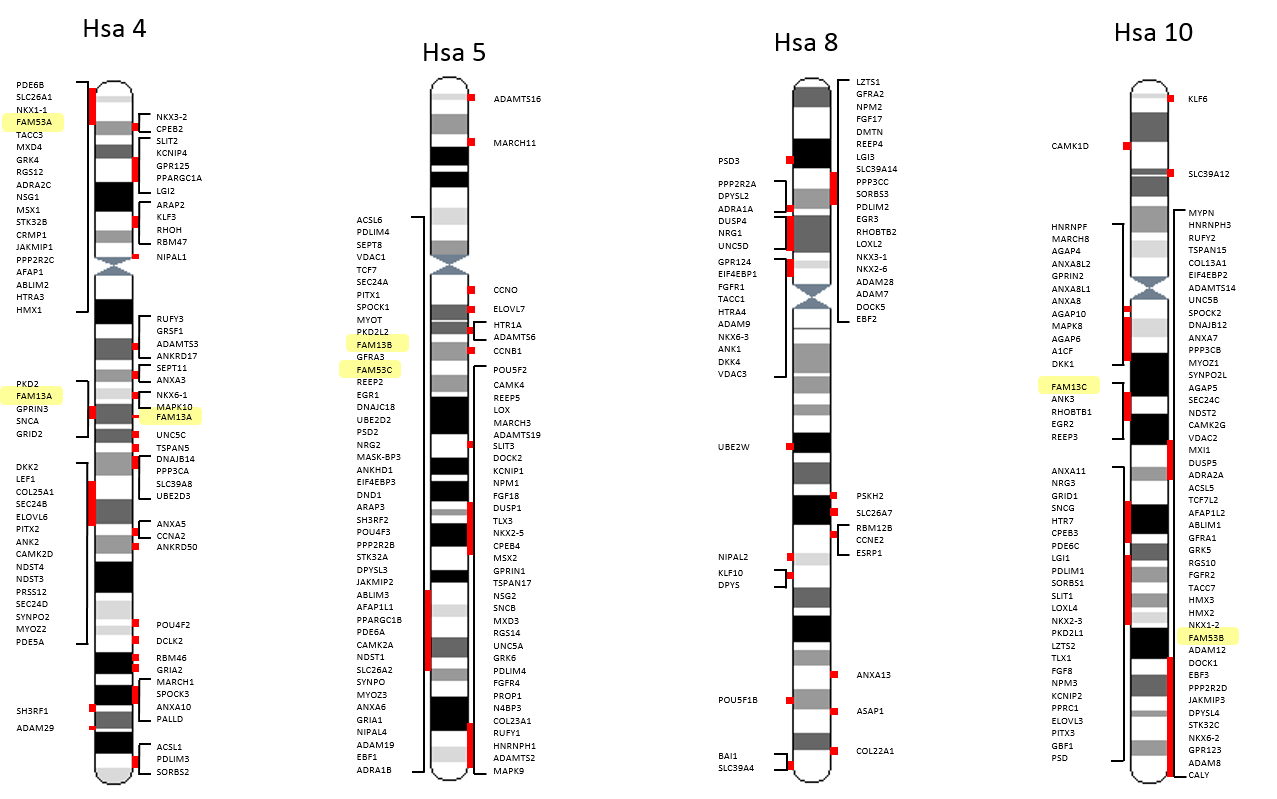 Hsa 4
PDE6B
SLC26A1
NKX1-1
FAM53A
TACC3
MXD4
GRK4
RGS12
ADRA2C
NSG1
MSX1
STK32B
CRMP1
JAKMIP1
PPP2R2C
AFAP1
ABLIM2
HTRA3
HMX1
PKD2
FAM13A
GPRIN3
SNCA
GRID2
DKK2
LEF1
COL25A1
SEC24B
ELOVL6
PITX2
ANK2
CAMK2D
NDST4
NDST3
PRSS12
SEC24D
SYNPO2
MYOZ2
PDE5A
SH3RF1
ADAM29
NKX3-2
CPEB2
SLIT2
KCNIP4
GPR125
PPARGC1A
LGI2
ARAP2
KLF3
RHOH
RBM47
NIPAL1
RUFY3
GRSF1
ADAMTS3
ANKRD17
SEPT11
ANXA3
NKX6-1
MAPK10
FAM13A
UNC5C
TSPAN5
DNAJB14
PPP3CA
SLC39A8
UBE2D3
ANXA5
CCNA2
ANKRD50
POU4F2
DCLK2
RBM46
GRIA2
MARCH1
SPOCK3
ANXA10
PALLD
ACSL1
PDLIM3
SORBS2
Hsa 5
ACSL6
PDLIM4
SEPT8
VDAC1
TCF7
SEC24A
PITX1
SPOCK1
MYOT
PKD2L2
FAM13B
GFRA3
FAM53C
REEP2
EGR1
DNAJC18
UBE2D2
PSD2
NRG2
MASK-BP3
ANKHD1
EIF4EBP3
DND1
ARAP3
SH3RF2
POU4F3
PPP2R2B
STK32A
DPYSL3
JAKMIP2
ABLIM3
AFAP1L1
PPARGC1B
PDE6A
CAMK2A
NDST1
SLC26A2
SYNPO
MYOZ3
ANXA6
GRIA1
NIPAL4
ADAM19
EBF1
ADRA1B
ADAMTS16
MARCH11
CCNO
ELOVL7
HTR1A
ADAMTS6
CCNB1
POU5F2
CAMK4
REEP5
LOX
MARCH3
ADAMTS19
SLIT3
DOCK2
KCNIP1
NPM1
FGF18
DUSP1
TLX3
NKX2-5
CPEB4
MSX2
GPRIN1
TSPAN17
NSG2
SNCB
MXD3
RGS14
UNC5A
GRK6
PDLIM4
FGFR4
PROP1
N4BP3
COL23A1
RUFY1
HNRNPH1
ADAMTS2
MAPK9
Hsa 8
PSD3
PPP2R2A
DPYSL2
ADRA1A
DUSP4
NRG1
UNC5D
GPR124
EIF4EBP1
FGFR1
TACC1
HTRA4
ADAM9
NKX6-3
ANK1
DKK4
VDAC3
UBE2W
NIPAL2
KLF10
DPYS
POU5F1B
BAI1
SLC39A4
LZTS1
GFRA2
NPM2
FGF17
DMTN
REEP4
LGI3
SLC39A14
PPP3CC
SORBS3
PDLIM2
EGR3
RHOBTB2
LOXL2
NKX3-1
NKX2-6
ADAM28
ADAM7
DOCK5
EBF2
PSKH2
SLC26A7
RBM12B
CCNE2
ESRP1
ANXA13
ASAP1
COL22A1
Hsa 10
CAMK1D
HNRNPF
MARCH8
AGAP4
ANXA8L2
GPRIN2
ANXA8L1
ANXA8
AGAP10
MAPK8
AGAP6
A1CF
DKK1
FAM13C
ANK3
RHOBTB1
EGR2
REEP3
ANXA11
NRG3
GRID1
SNCG
HTR7
CPEB3
PDE6C
LGI1
PDLIM1
SORBS1
SLIT1
LOXL4
NKX2-3
PKD2L1
LZTS2
TLX1
FGF8
NPM3
KCNIP2
PPRC1
ELOVL3
PITX3
GBF1
PSD
KLF6
SLC39A12
MYPN
HNRNPH3
RUFY2
TSPAN15
COL13A1
EIF4EBP2
ADAMTS14
UNC5B
SPOCK2
DNAJB12
ANXA7
PPP3CB
MYOZ1
SYNPO2L
AGAP5
SEC24C
NDST2
CAMK2G
VDAC2
MXI1
DUSP5
ADRA2A
ACSL5
TCF7L2
AFAP1L2
ABLIM1
GFRA1
GRK5
RGS10
FGFR2
TACC7
HMX3
HMX2
NKX1-2
FAM53B
ADAM12
DOCK1
EBF3
PPP2R2D
JAKMIP3
DPYSL4
STK32C
NKX6-2
GPR123
ADAM8
CALY